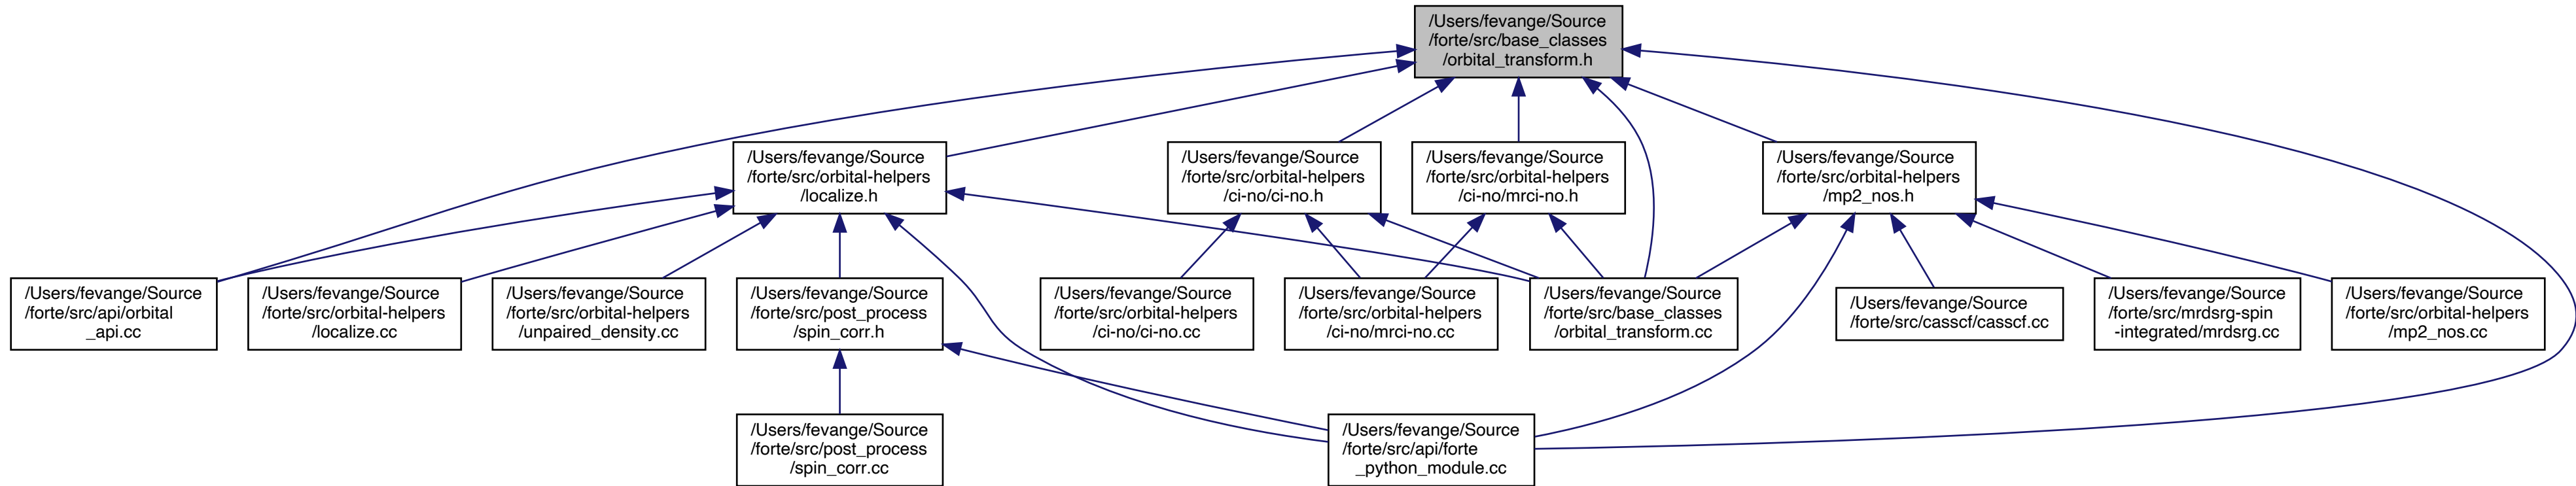 /Users/fevange/Source
/forte/src/base_classes
/orbital_transform.h
/Users/fevange/Source
/forte/src/orbital-helpers
/localize.h
/Users/fevange/Source
/forte/src/orbital-helpers
/ci-no/ci-no.h
/Users/fevange/Source
/forte/src/orbital-helpers
/ci-no/mrci-no.h
/Users/fevange/Source
/forte/src/orbital-helpers
/mp2_nos.h
/Users/fevange/Source
/forte/src/api/orbital
_api.cc
/Users/fevange/Source
/forte/src/orbital-helpers
/localize.cc
/Users/fevange/Source
/forte/src/orbital-helpers
/unpaired_density.cc
/Users/fevange/Source
/forte/src/post_process
/spin_corr.h
/Users/fevange/Source
/forte/src/orbital-helpers
/ci-no/ci-no.cc
/Users/fevange/Source
/forte/src/orbital-helpers
/ci-no/mrci-no.cc
/Users/fevange/Source
/forte/src/base_classes
/orbital_transform.cc
/Users/fevange/Source
/forte/src/casscf/casscf.cc
/Users/fevange/Source
/forte/src/mrdsrg-spin
-integrated/mrdsrg.cc
/Users/fevange/Source
/forte/src/orbital-helpers
/mp2_nos.cc
/Users/fevange/Source
/forte/src/post_process
/spin_corr.cc
/Users/fevange/Source
/forte/src/api/forte
_python_module.cc